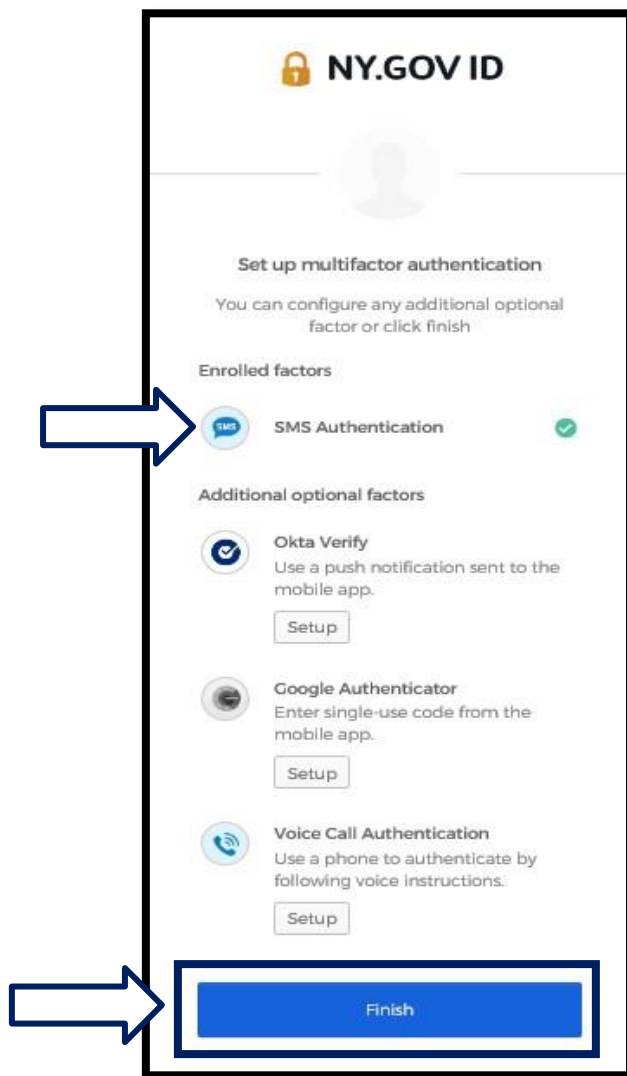 NY.GOV ID
Set up multifactor authentication
You can configure any additional optional
factor or click finish
Enrolled factors
SMS
SMS Authentication
Additional optional factors
Okta Verify
Use a push notification sent to the
mobile app.
Setup
Google Authenticator
Enter single-use code from the
mobile app.
Setup
Voice Call Authentication
Use a phone to authenticate by
following voice instructions.
Setup
Finish